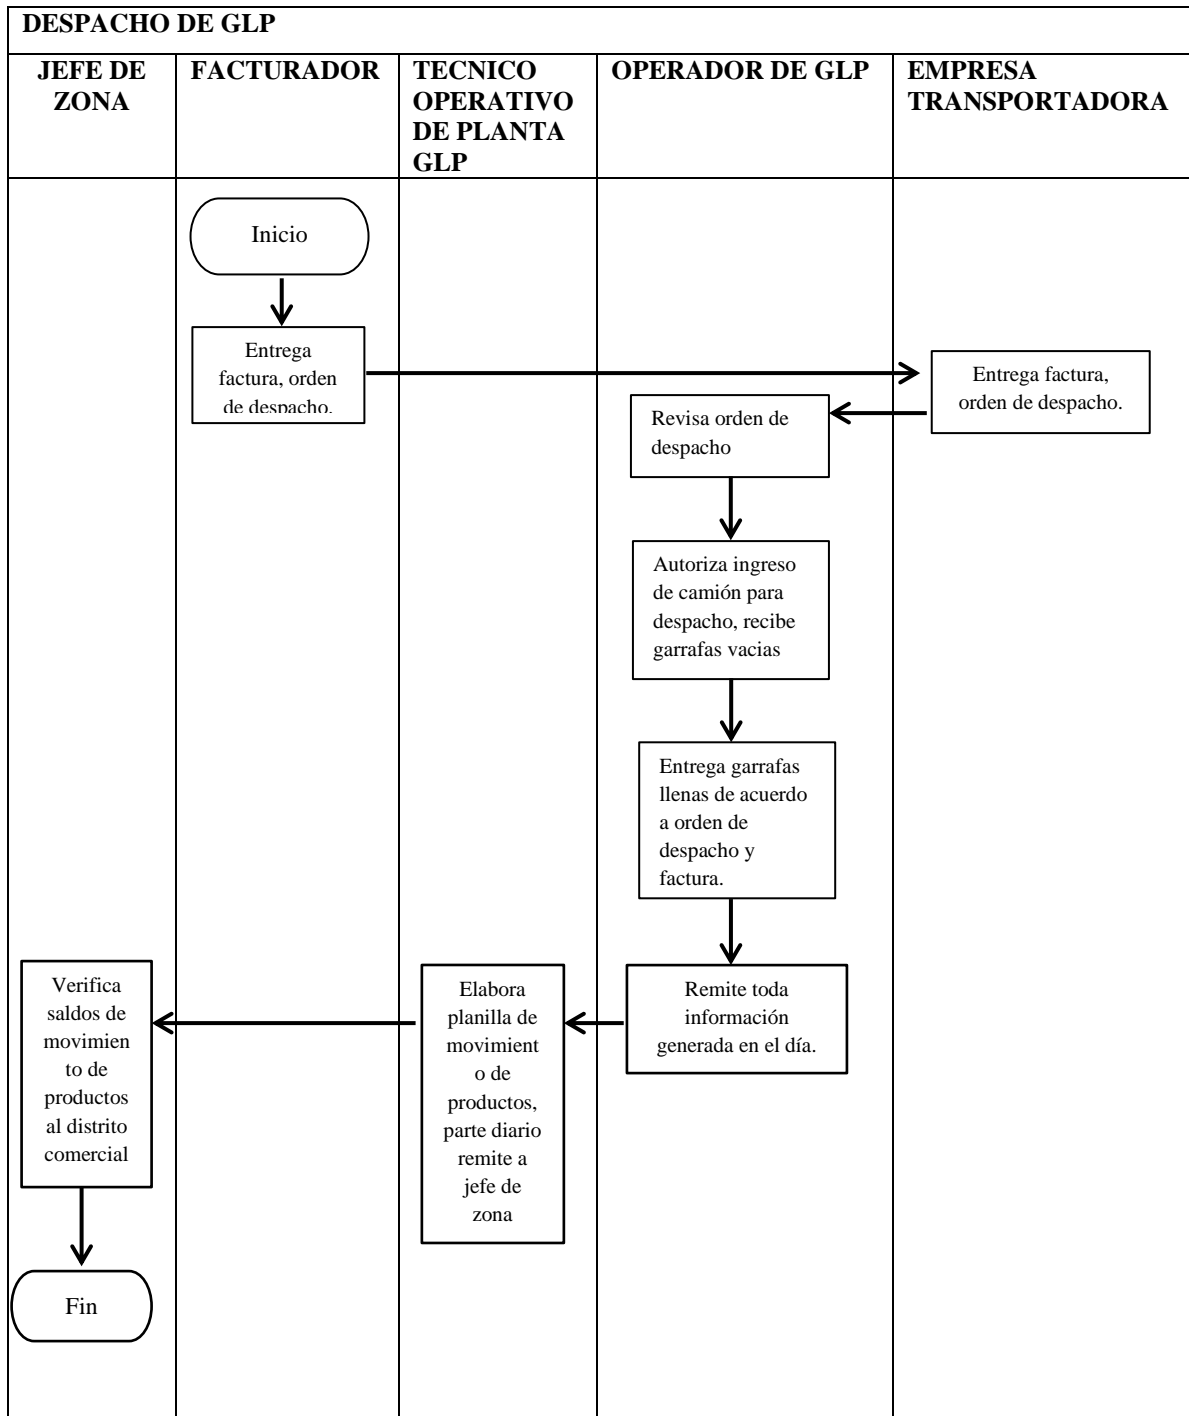 DESPACHO DE GLP
JEFE DE
ZONA
FACTURADOR
TECNICO
OPERATIVO
DE PLANTA
GLP
OPERADOR DE GLP
EMPRESA
TRANSPORTADORA
Inicio
Entrega
factura, orden
de despacho.
Entrega factura,
orden de despacho.
Revisa orden de
despacho
Autoriza ingreso
de camión para
despacho, recibe
garrafas vacias
Entrega garrafas
llenas de acuerdo
a orden de
despacho y
factura.
Remite toda
información
generada en el día.
Elabora
planilla de
movimient
o de
productos,
parte diario
remite a
jefe de
zona
Verifica
saldos de
movimien
to de
productos
al distrito
comercial
Fin